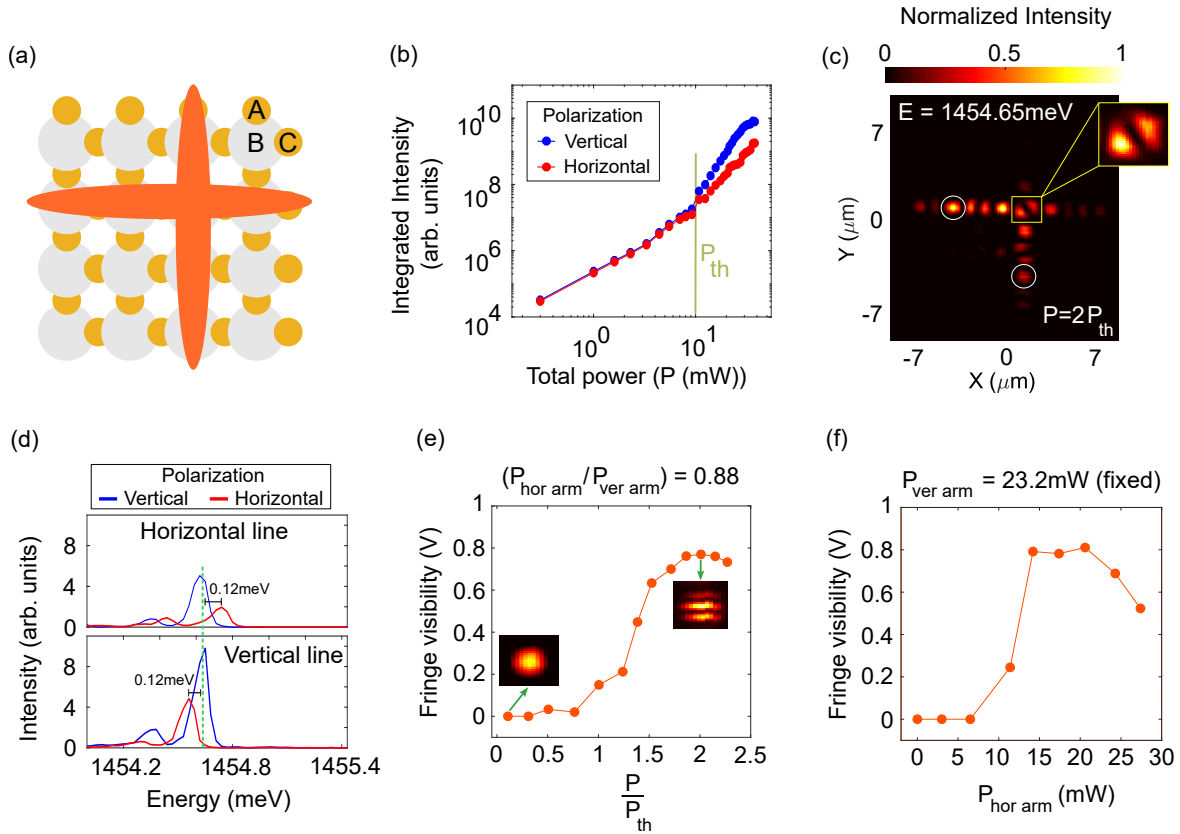 (a)
A
B
C
(b)
Integrated Intensity
(arb. units)
10^10
10^8
10^6
10^4
Polarization
Vertical
Horizontal
P_th
10^0
10^1
Total power (P (mW))
Normalized Intensity
0
0.5
1
(c)
E = 1454.65meV
Y (μm)
7
0
-7
P=2P_th
-7
0
7
X (μm)
(d)
Polarization
Vertical
Horizontal
Intensity (arb. units)
Horizontal line
8
4
0
0.12meV
Vertical line
8
4
0
0.12meV
1454.2
1454.8
1455.4
Energy (meV)
(e)
(P_hor arm/P_ver arm) = 0.88
Fringe visibility (V)
1
0.8
0.6
0.4
0.2
0
0
0.5
1
1.5
2
2.5
P
P_th
(f)
P_ver arm = 23.2mW (fixed)
Fringe visibility (V)
1
0.8
0.6
0.4
0.2
0
0
5
10
15
20
25
30
P_hor arm (mW)